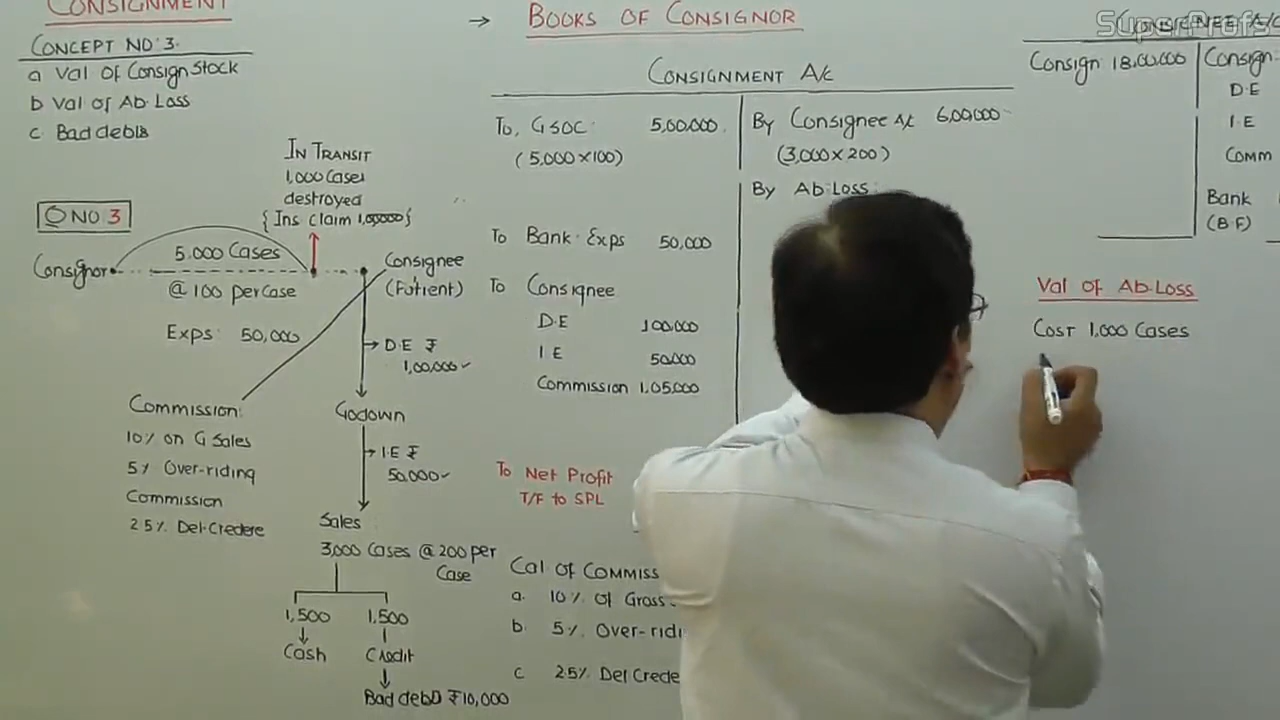 CONSIGNMENT
CONCEPT NO 3.
a Val of Consign Stock
b Val of Ab. Loss
c Bad debts
IN TRANSIT
1,000 Cases
destroyed
{ Ins claim 1,00,000 }
Q NO 3
Consignor
5,000 Cases
@ 100 per case
Exps: 50,000
Consignee
(Fatient)
D.E ₹
1,00,000
Godown
I.E ₹
50,000
Commission:
10% on G Sales
5% Over-riding
Commission
2.5% Del-Credere
Sales
3,000 Cases @ 200 per
Case
1,500 1,500
Cash Credit
Bad debts ₹10,000
→ BOOKS OF CONSIGNOR
CONSIGNMENT A/c
To, GSOC: 5,00,000
(5,000 × 100)
To Bank- Exps 50,000
To Consignee
D.E 1,00,000
I.E 50,000
Commission 1,05,000
To Net Profit
T/F to SPL
By Consignee A/c 6,00,000
(3,000 × 200)
By Ab. Loss:
Cal of COMMISS
a. 10% Of Gross
b. 5% Over-ridi
c 2.5% Del Crede
SuperProfs
CONSIGNEE A/C
Consign 18,00,000
Consign:
D.E
I.E
Comm
Bank
(B.F)
Val of Ab. Loss
Cost 1,000 Cases